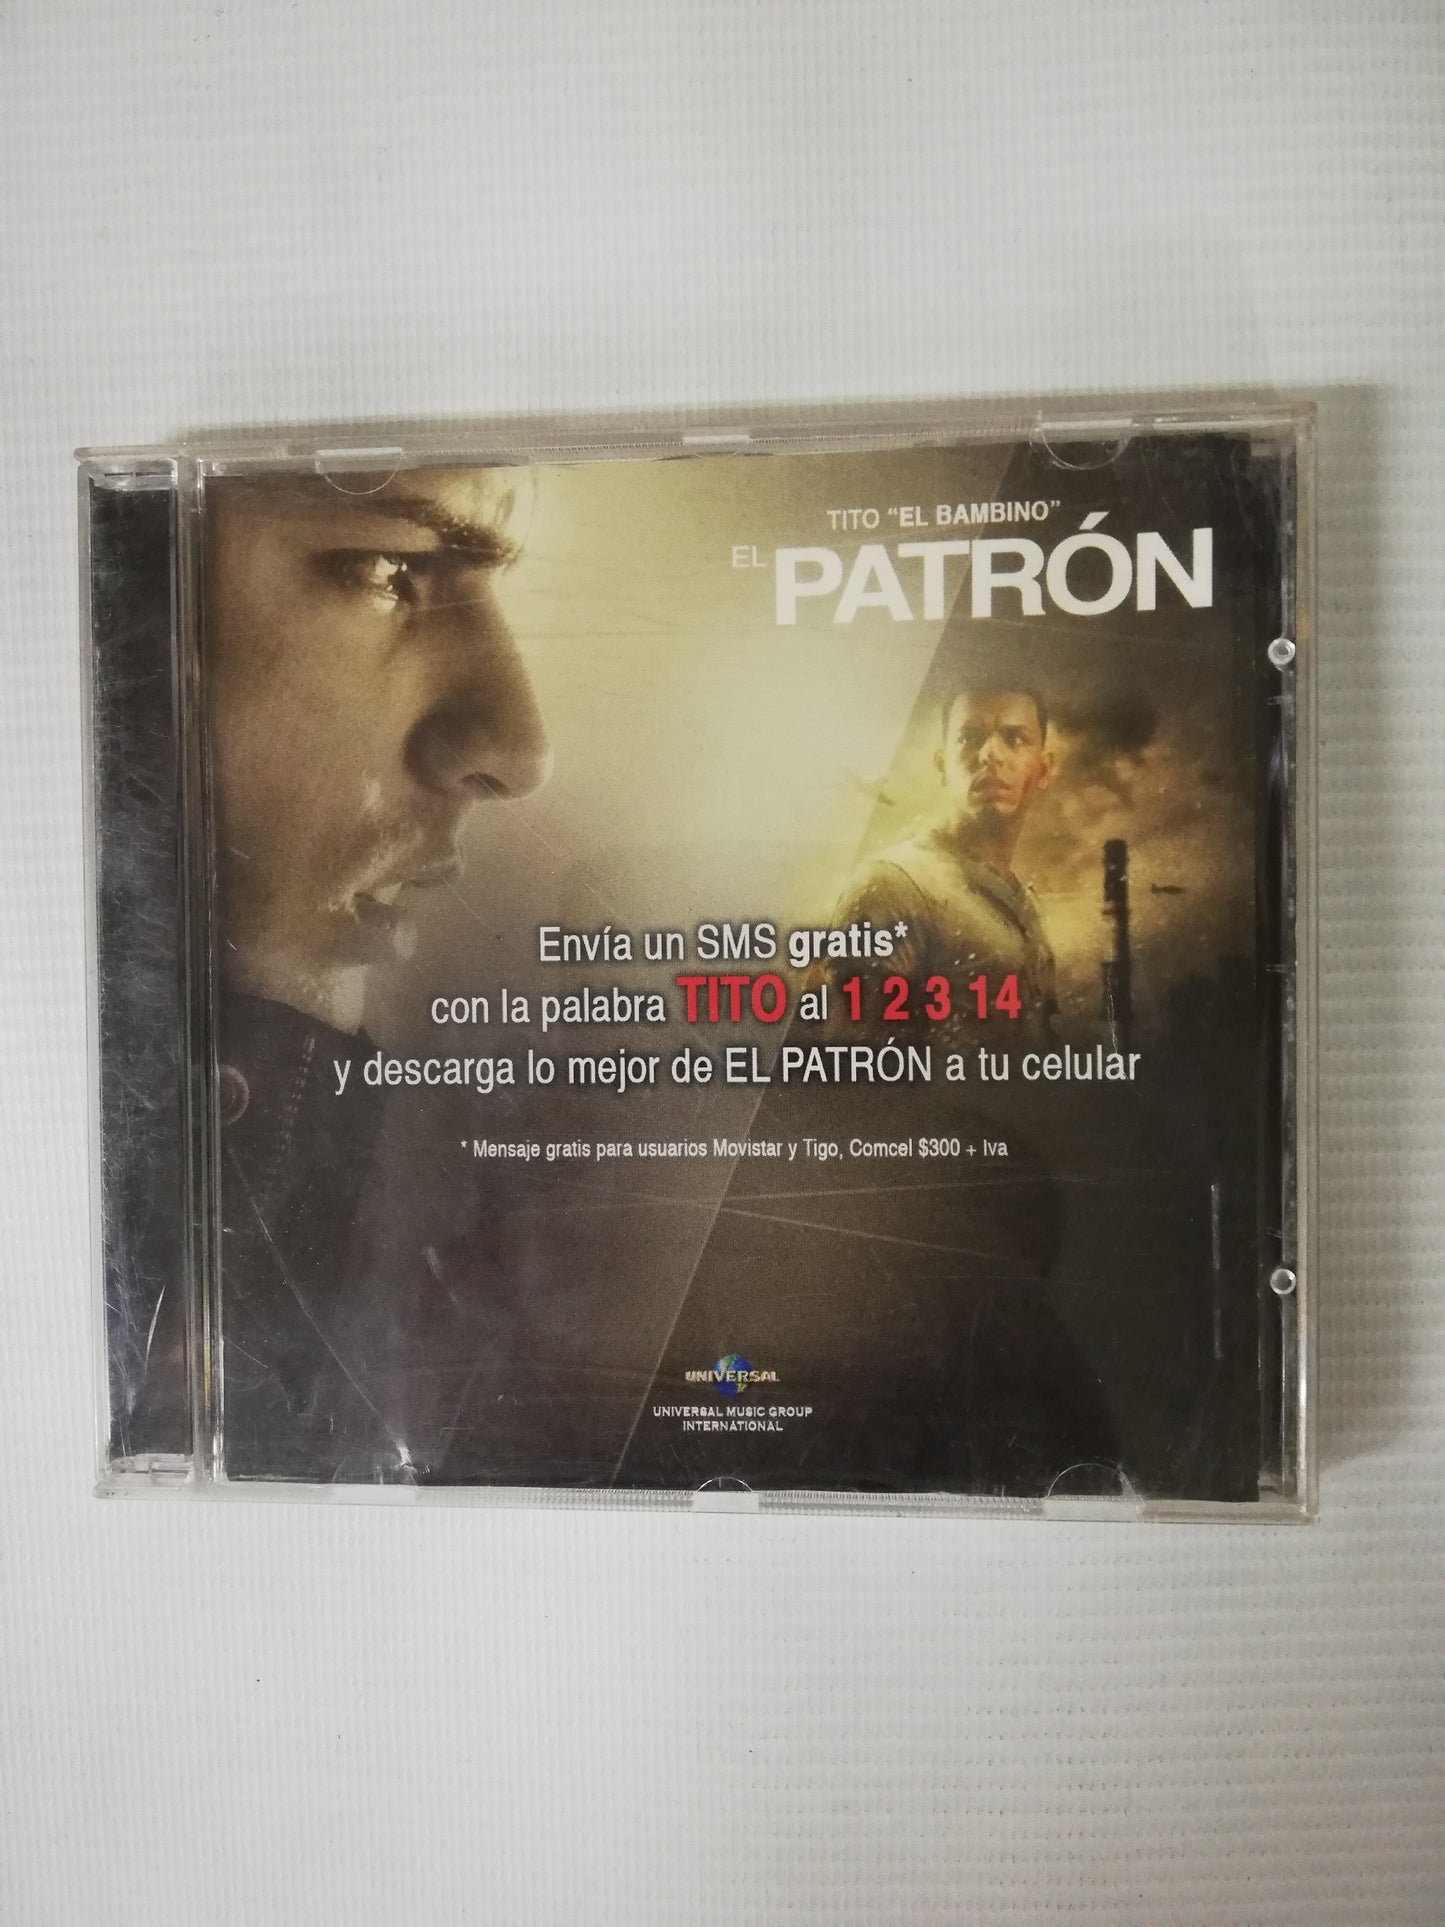 TITO “EL BAMBINO”
EL PATRÓN
Envía un SMS gratis*
con la palabra TITO al 1 2 3 14
y descarga lo mejor de EL PATRÓN a tu celular
* Mensaje gratis para usuarios Movistar y Tigo, Comcel $300 + Iva
UNIVERSAL
UNIVERSAL MUSIC GROUP
INTERNATIONAL